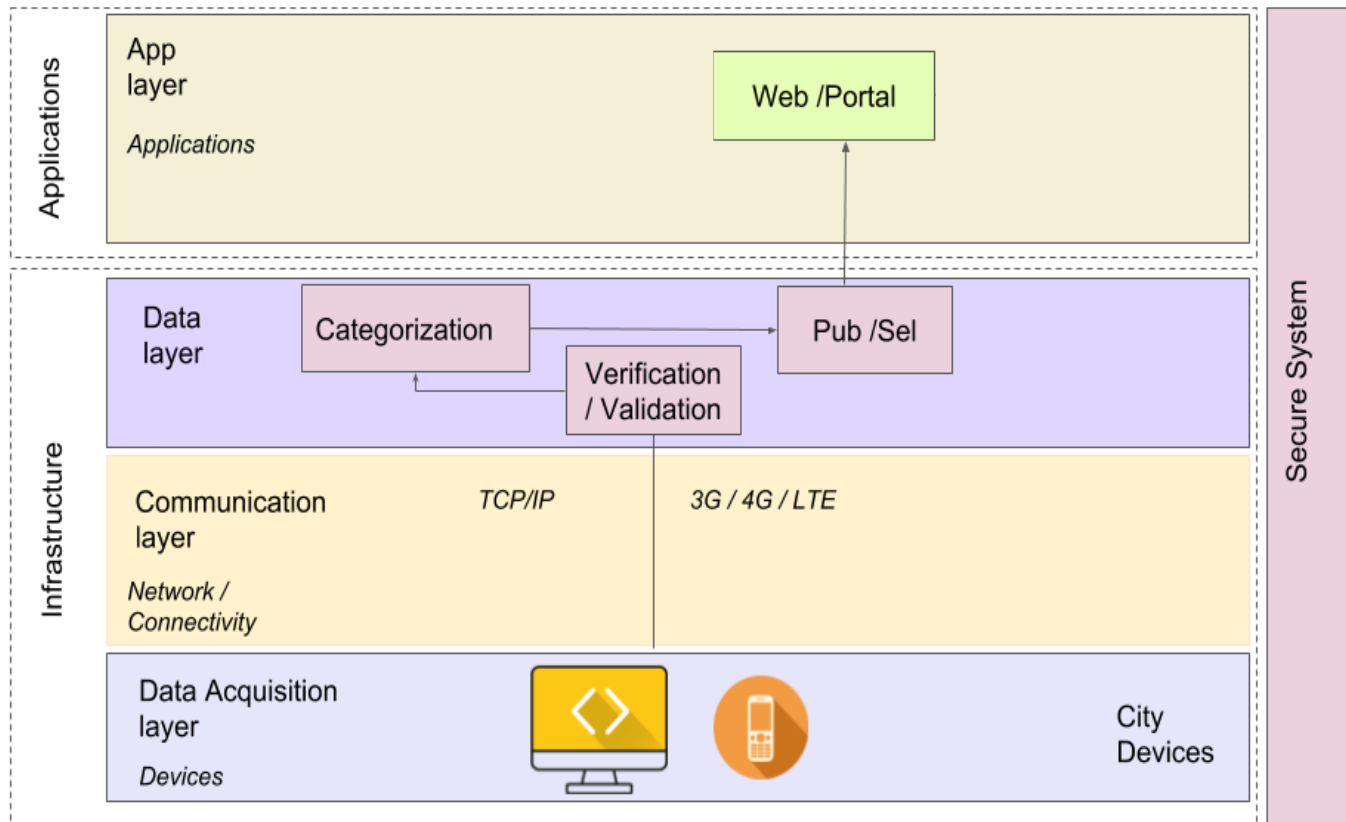 Applications
App
layer
Applications
Web /Portal
Infrastructure
Data
layer
Categorization
Pub /Sel
Verification
/ Validation
Communication
layer
Network /
Connectivity
TCP/IP
3G / 4G / LTE
Data Acquisition
layer
Devices
City
Devices
Secure System